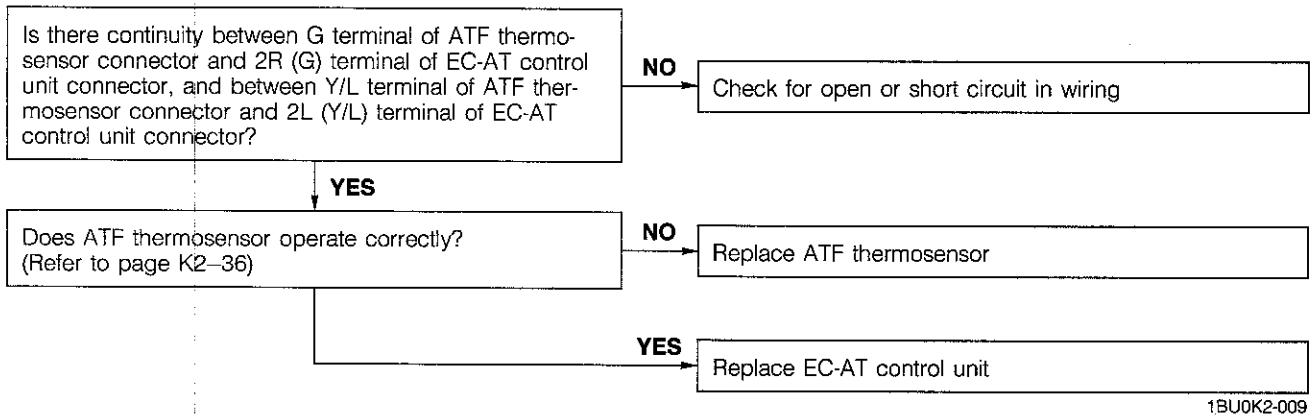 Is there continuity between G terminal of ATF thermo-
sensor connector and 2R (G) terminal of EC-AT control
unit connector, and between Y/L terminal of ATF ther-
mosensor connector and 2L (Y/L) terminal of EC-AT
control unit connector?
NO
Check for open or short circuit in wiring
YES
Does ATF thermosensor operate correctly?
(Refer to page K2–36)
NO
Replace ATF thermosensor
YES
Replace EC-AT control unit
1BU0K2-009